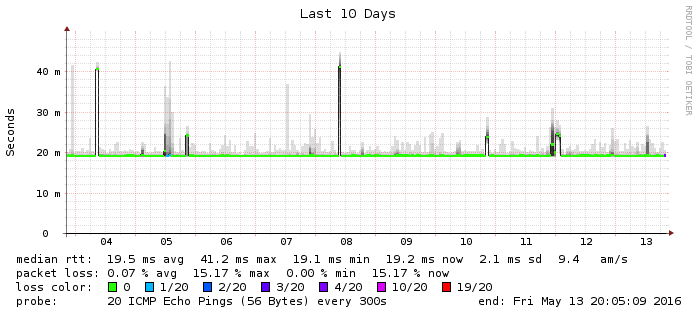 Last 10 Days
RRDTOOL / TOBI OETIKER
Seconds
40 m
30 m
20 m
10 m
0
04 05 06 07 08 09 10 11 12 13
median rtt: 19.5 ms avg 41.2 ms max 19.1 ms min 19.2 ms now 2.1 ms sd 9.4 am/s
packet loss: 0.07 % avg 15.17 % max 0.00 % min 15.17 % now
loss color: 0 1/20 2/20 3/20 4/20 10/20 19/20
probe: 20 ICMP Echo Pings (56 Bytes) every 300s end: Fri May 13 20:05:09 2016